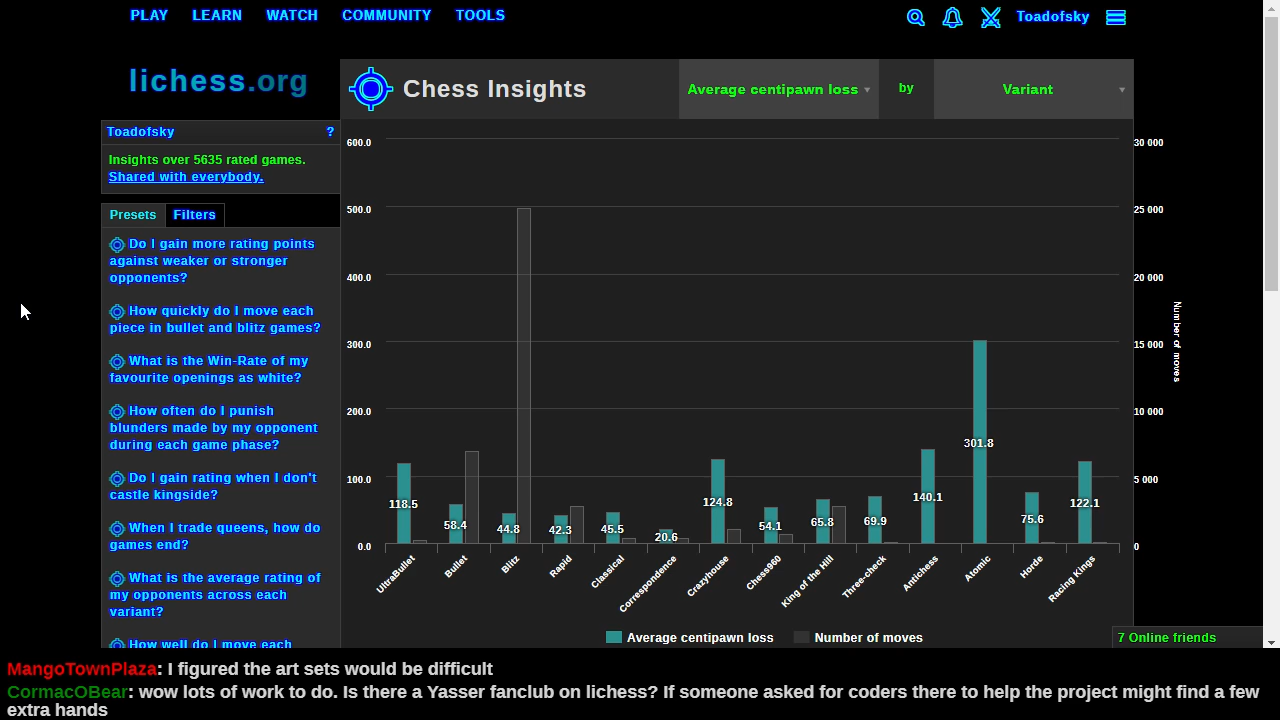 PLAY LEARN WATCH COMMUNITY TOOLS Toadofsky
lichess.org
Chess Insights Average centipawn loss by Variant
Toadofsky ?
Insights over 5635 rated games.
Shared with everybody.
Presets Filters
Do I gain more rating points
against weaker or stronger
opponents?
How quickly do I move each
piece in bullet and blitz games?
What is the Win-Rate of my
favourite openings as white?
How often do I punish
blunders made by my opponent
during each game phase?
Do I gain rating when I don't
castle kingside?
When I trade queens, how do
games end?
What is the average rating of
my opponents across each
variant?
How well do I move each
600.0
500.0
400.0
300.0
200.0
100.0
0.0
118.5
58.4
44.8
42.3
45.5
20.6
124.8
54.1
65.8
69.9
140.1
301.8
75.6
122.1
30 000
25 000
20 000
15 000
10 000
5 000
0
Number of moves
UltraBullet
Bullet
Blitz
Rapid
Classical
Correspondence
Crazyhouse
Chess960
King of the Hill
Three-check
Antichess
Atomic
Horde
Racing Kings
Average centipawn loss Number of moves
7 Online friends
MangoTownPlaza: I figured the art sets would be difficult
CormacOBear: wow lots of work to do. Is there a Yasser fanclub on lichess? If someone asked for coders there to help the project might find a few
extra hands